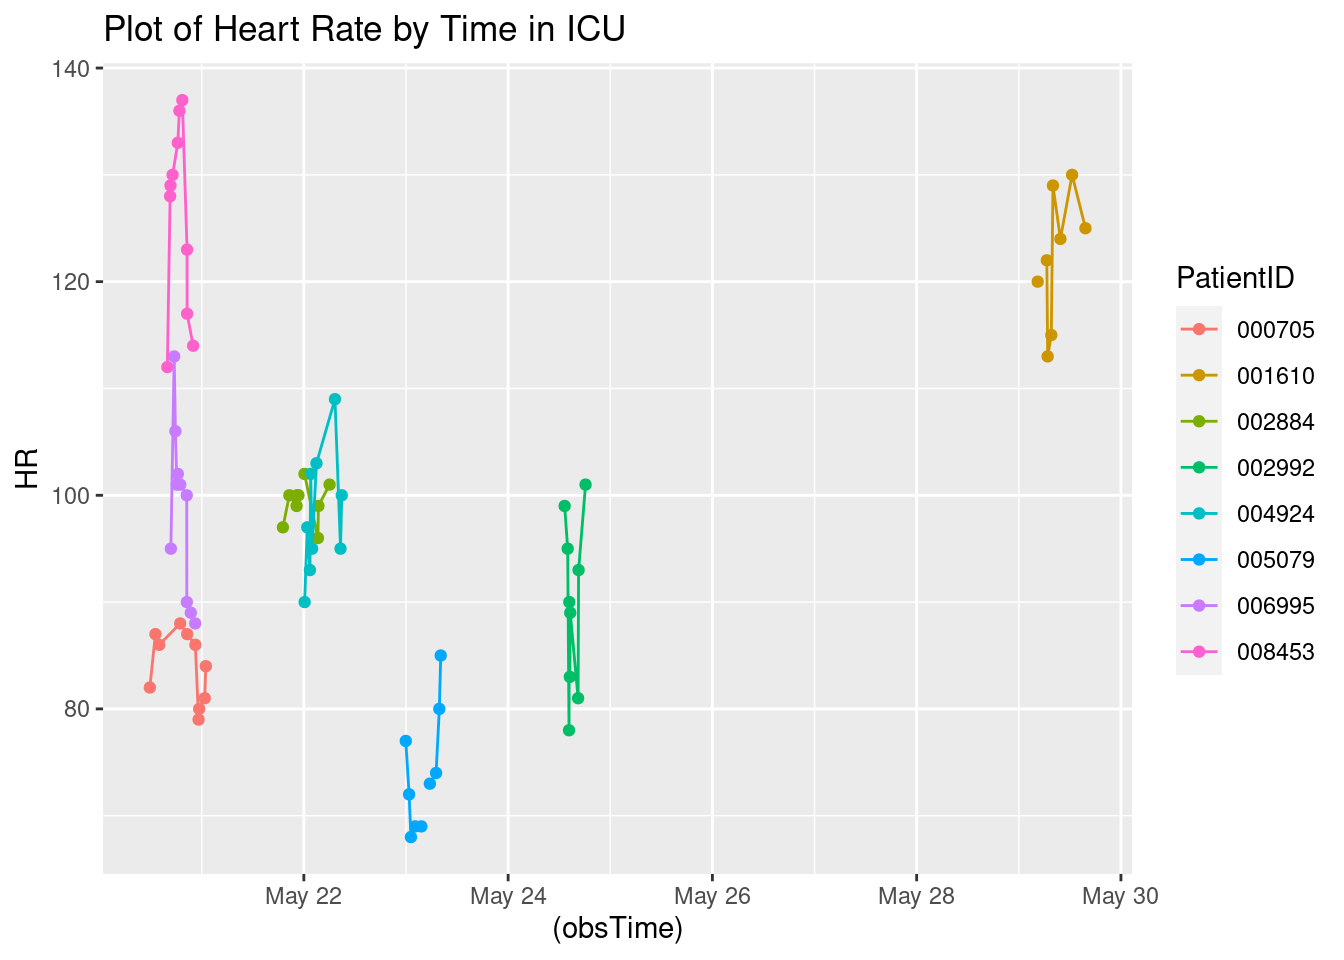 Plot of Heart Rate by Time in ICU
140
120
100
80
HR
May 22
May 24
May 26
May 28
May 30
(obsTime)
PatientID
000705
001610
002884
002992
004924
005079
006995
008453